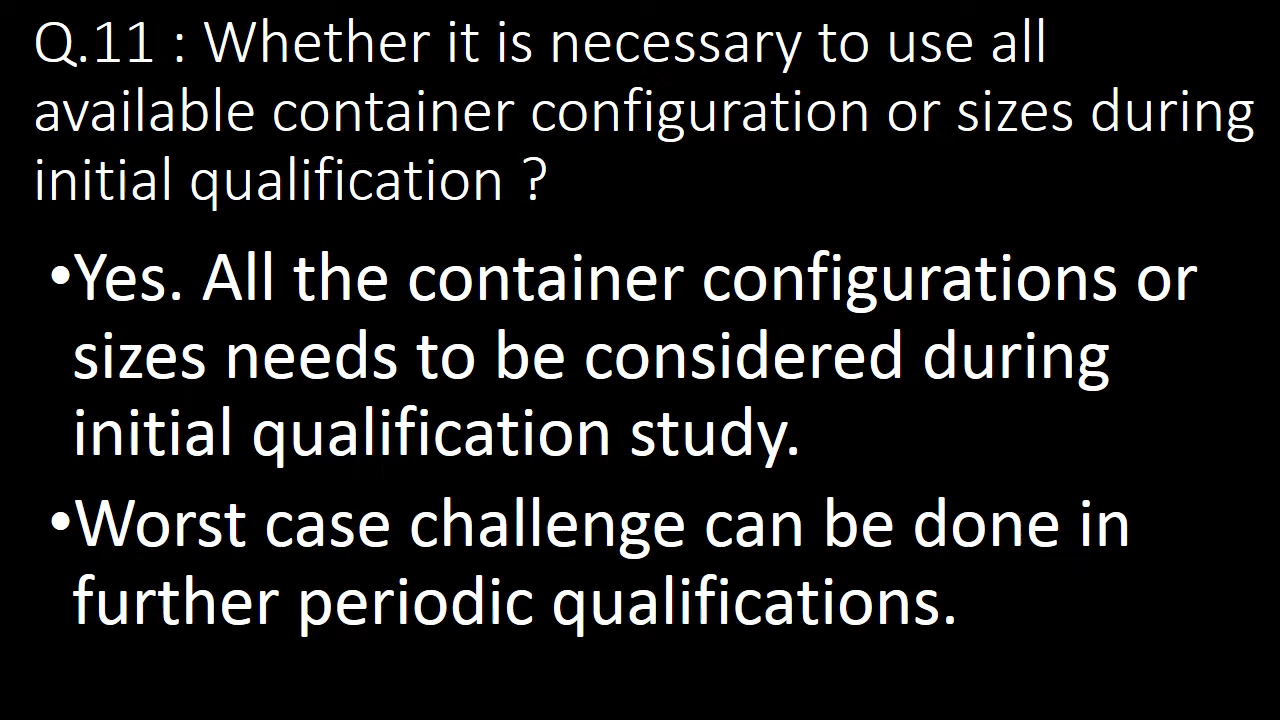 Q.11 : Whether it is necessary to use all
available container configuration or sizes during
initial qualification ?
•Yes. All the container configurations or
sizes needs to be considered during
initial qualification study.
•Worst case challenge can be done in
further periodic qualifications.